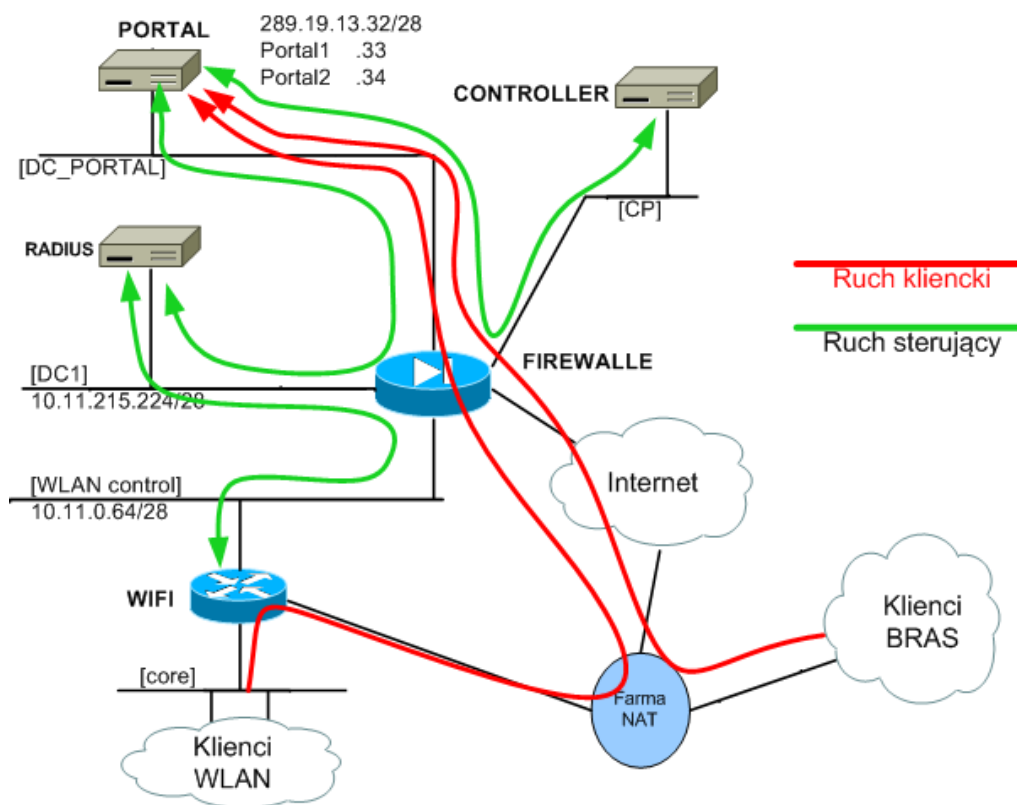 PORTAL
289.19.13.32/28
Portal1 .33
Portal2 .34
CONTROLLER
[DC_PORTAL]
[CP]
RADIUS
Ruch kliencki
Ruch sterujący
FIREWALLE
[DC1]
10.11.215.224/28
Internet
[WLAN control]
10.11.0.64/28
WIFI
Klienci
BRAS
[core]
Farma
NAT
Klienci
WLAN